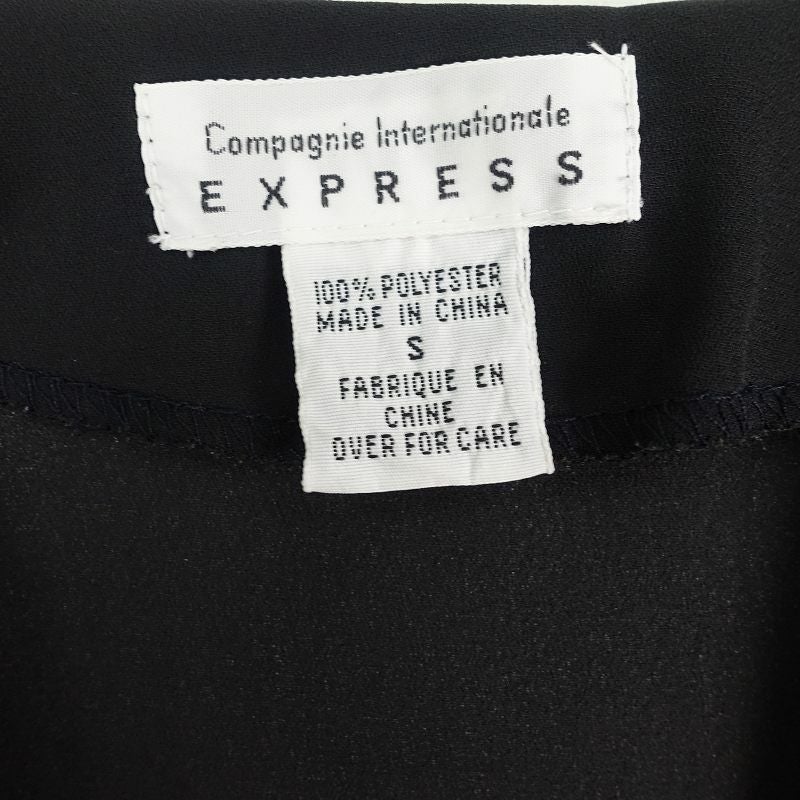 Compagnie Internationale
EXPRESS
100% POLYESTER
MADE IN CHINA
S
FABRIQUE EN
CHINE
OVER FOR CARE